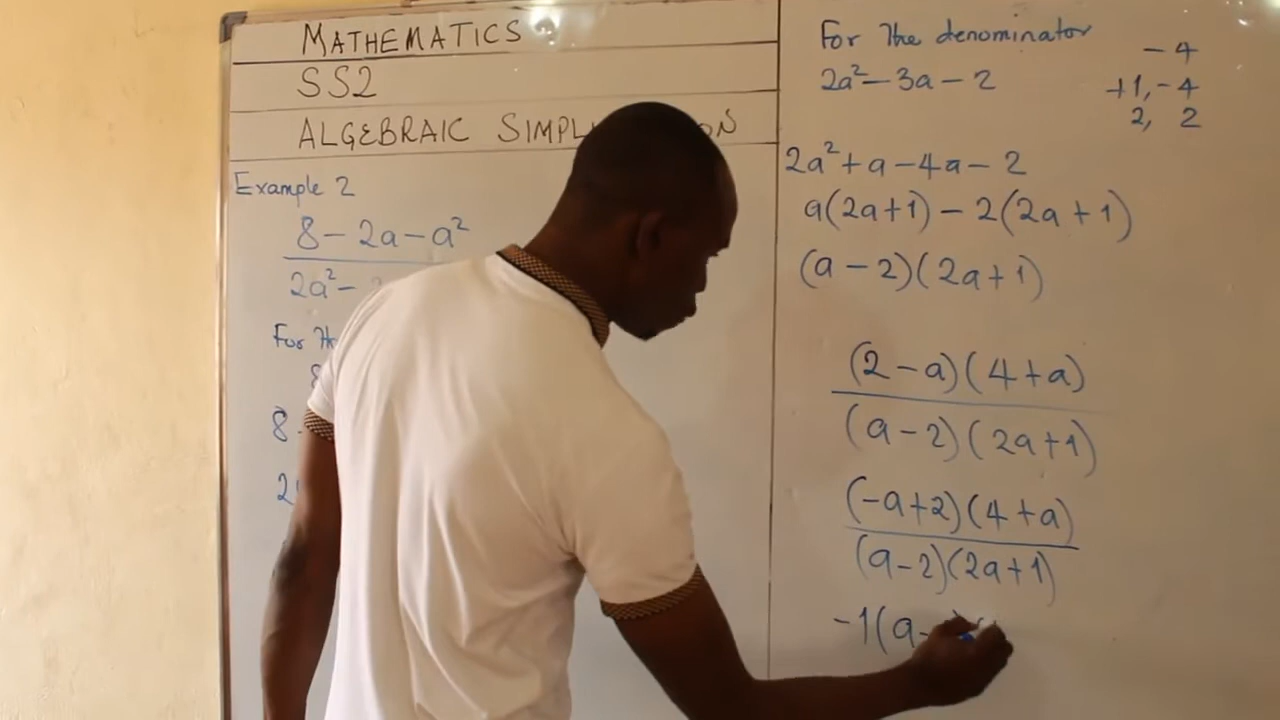 MATHEMATICS
SS2
ALGEBRAIC
Example 2
8 - 2a - a²
2a² -
For
8
8
2
For the denominator
2a² - 3a - 2
- 4
+1, - 4
2, 2
2a² + a - 4a - 2
a(2a + 1) - 2(2a + 1)
(a - 2)(2a + 1)
(2 - a)(4 + a)
(a - 2)(2a + 1)
(-a + 2)(4 + a)
(a - 2)(2a + 1)
-1(a -